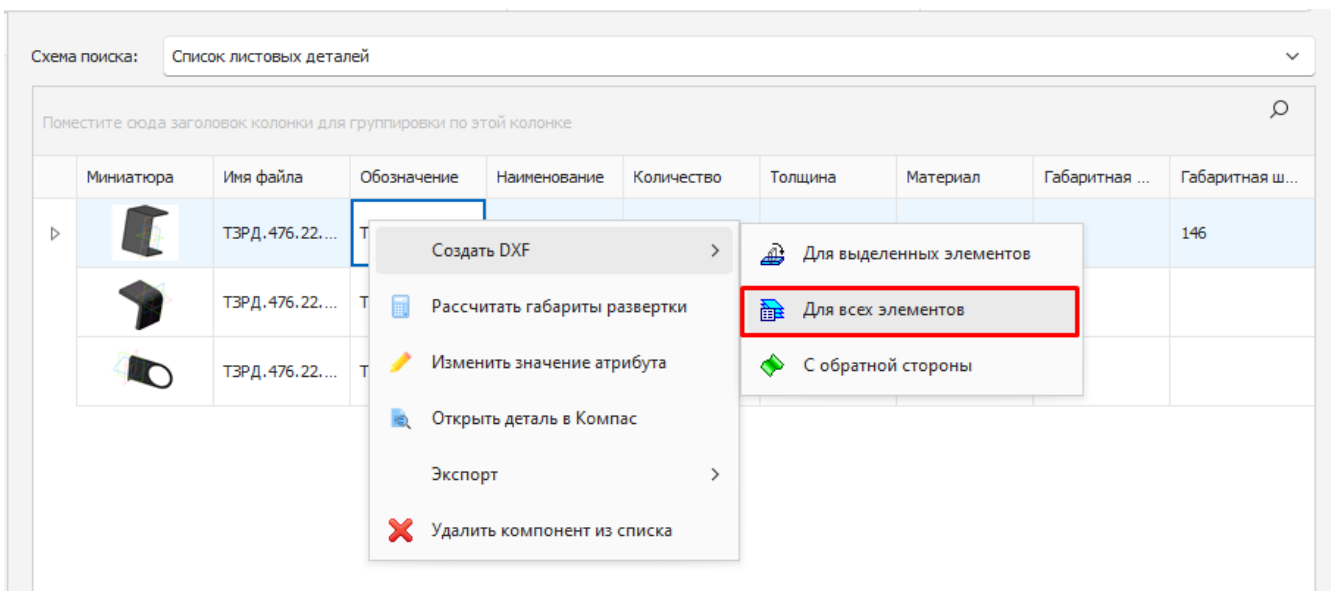 Схема поиска: Список листовых деталей
Поместите сюда заголовок колонки для группировки по этой колонке
Миниатюра Имя файла Обозначение Наименование Количество Толщина Материал Габаритная ... Габаритная ш...
ТЗРД.476.22.... Т 146
Создать DXF
Для выделенных элементов
ТЗРД.476.22.... Т
Рассчитать габариты развертки
Для всех элементов
Изменить значение атрибута
С обратной стороны
ТЗРД.476.22.... Т
Открыть деталь в Компас
Экспорт
Удалить компонент из списка